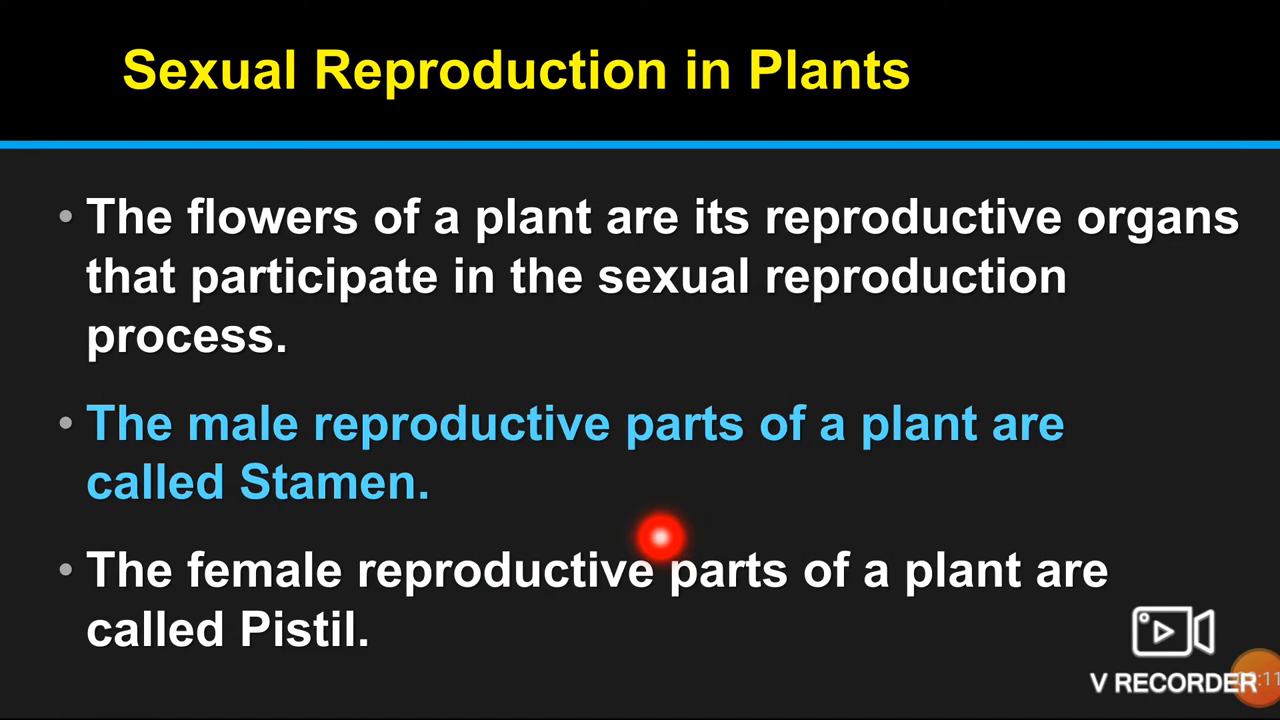 Sexual Reproduction in Plants
• The flowers of a plant are its reproductive organs
that participate in the sexual reproduction
process.
• The male reproductive parts of a plant are
called Stamen.
• The female reproductive parts of a plant are
called Pistil.
V RECORDER